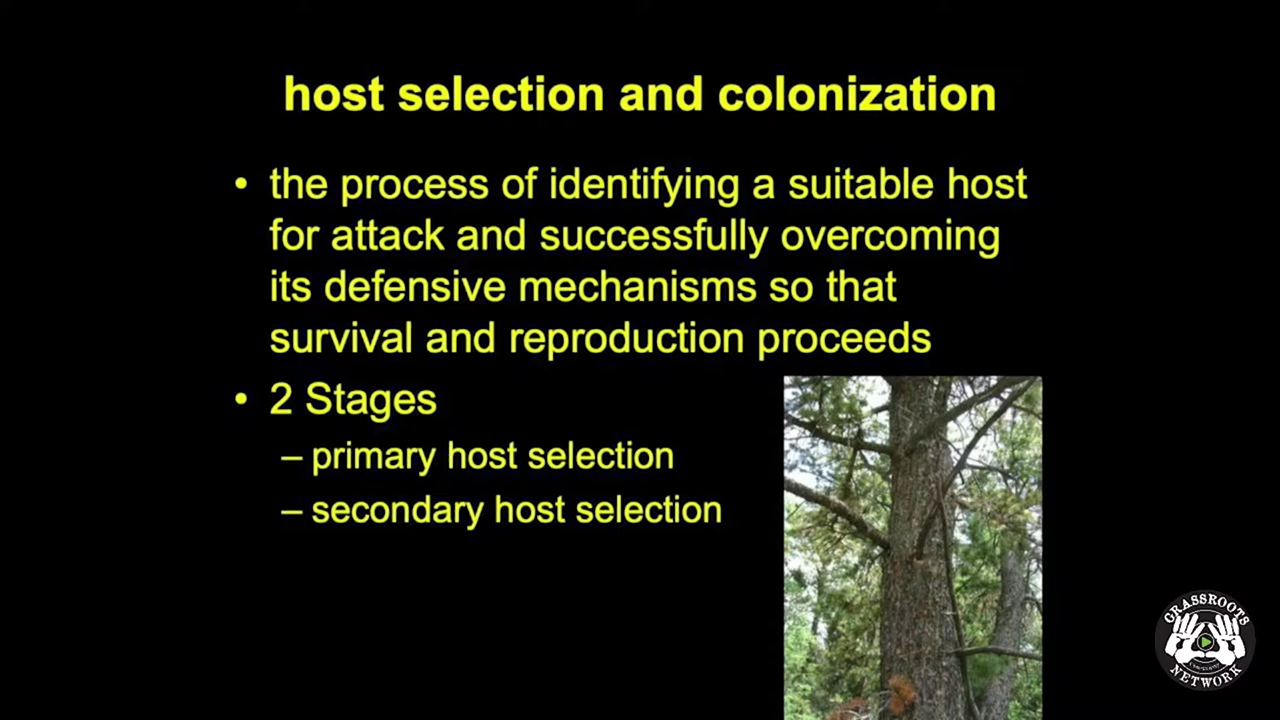 host selection and colonization
• the process of identifying a suitable host
for attack and successfully overcoming
its defensive mechanisms so that
survival and reproduction proceeds
• 2 Stages
– primary host selection
– secondary host selection
GRASSROOTS
NETWORK